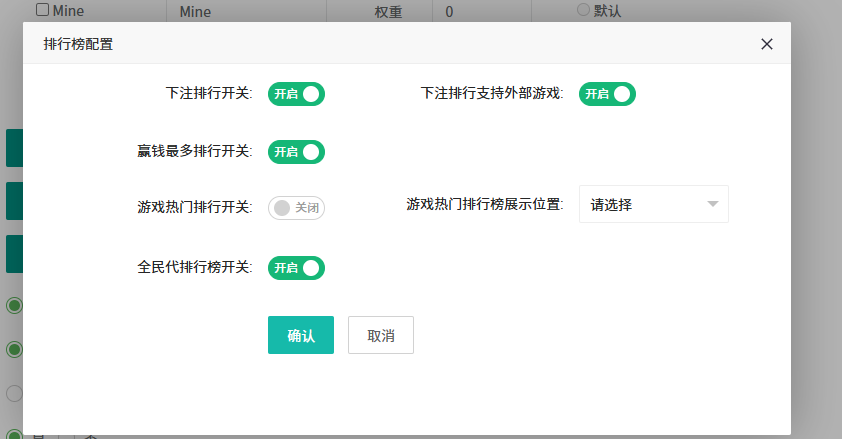 Mine Mine 权重 0 默认
排行榜配置
下注排行开关: 开启 下注排行支持外部游戏: 开启
赢钱最多排行开关: 开启
游戏热门排行开关: 关闭 游戏热门排行榜展示位置: 请选择
全民代排行榜开关: 开启
确认 取消